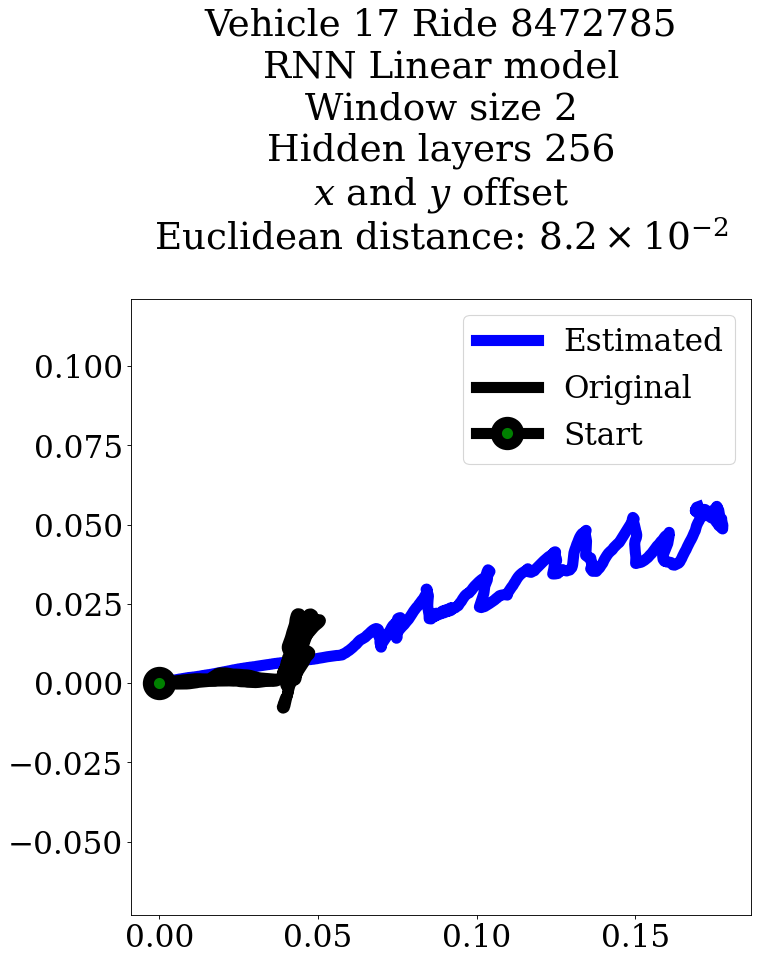 Vehicle 17 Ride 8472785
RNN Linear model
Window size 2
Hidden layers 256
x and y offset
Euclidean distance: 8.2 × 10⁻²
Estimated
Original
Start
0.100
0.075
0.050
0.025
0.000
−0.025
−0.050
0.00 0.05 0.10 0.15